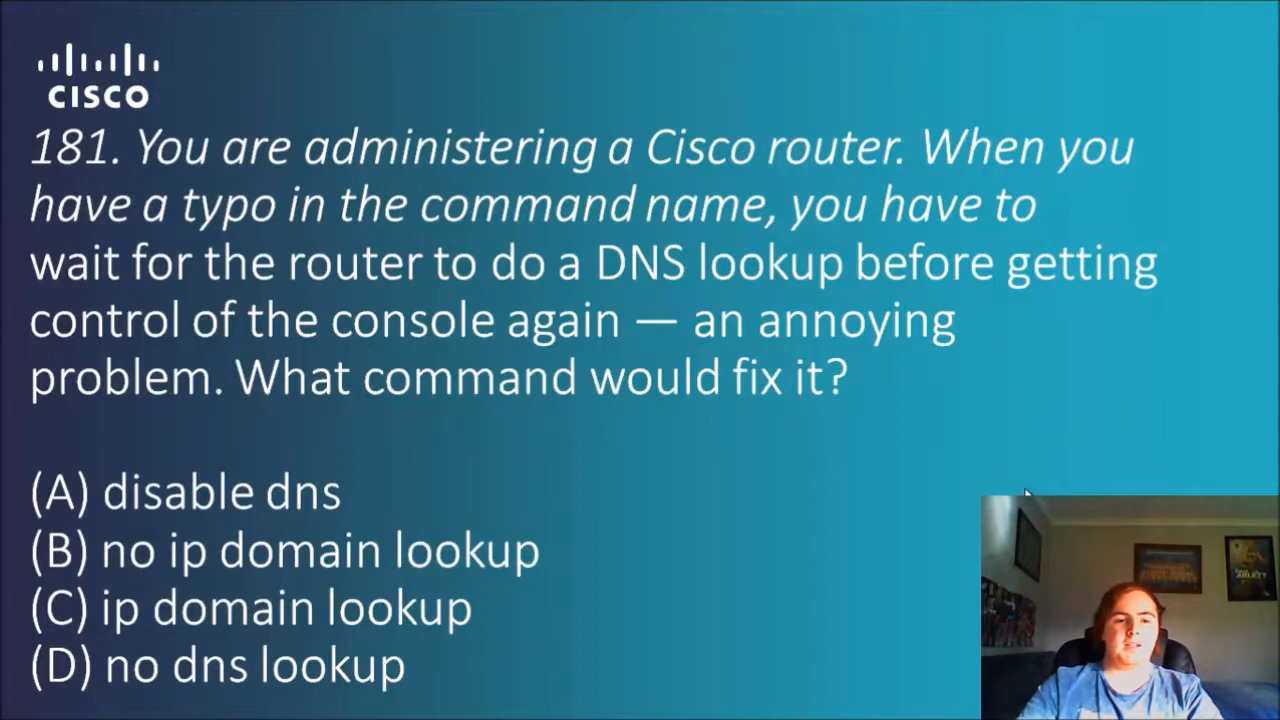 CISCO
181. You are administering a Cisco router. When you
have a typo in the command name, you have to
wait for the router to do a DNS lookup before getting
control of the console again — an annoying
problem. What command would fix it?
(A) disable dns
(B) no ip domain lookup
(C) ip domain lookup
(D) no dns lookup